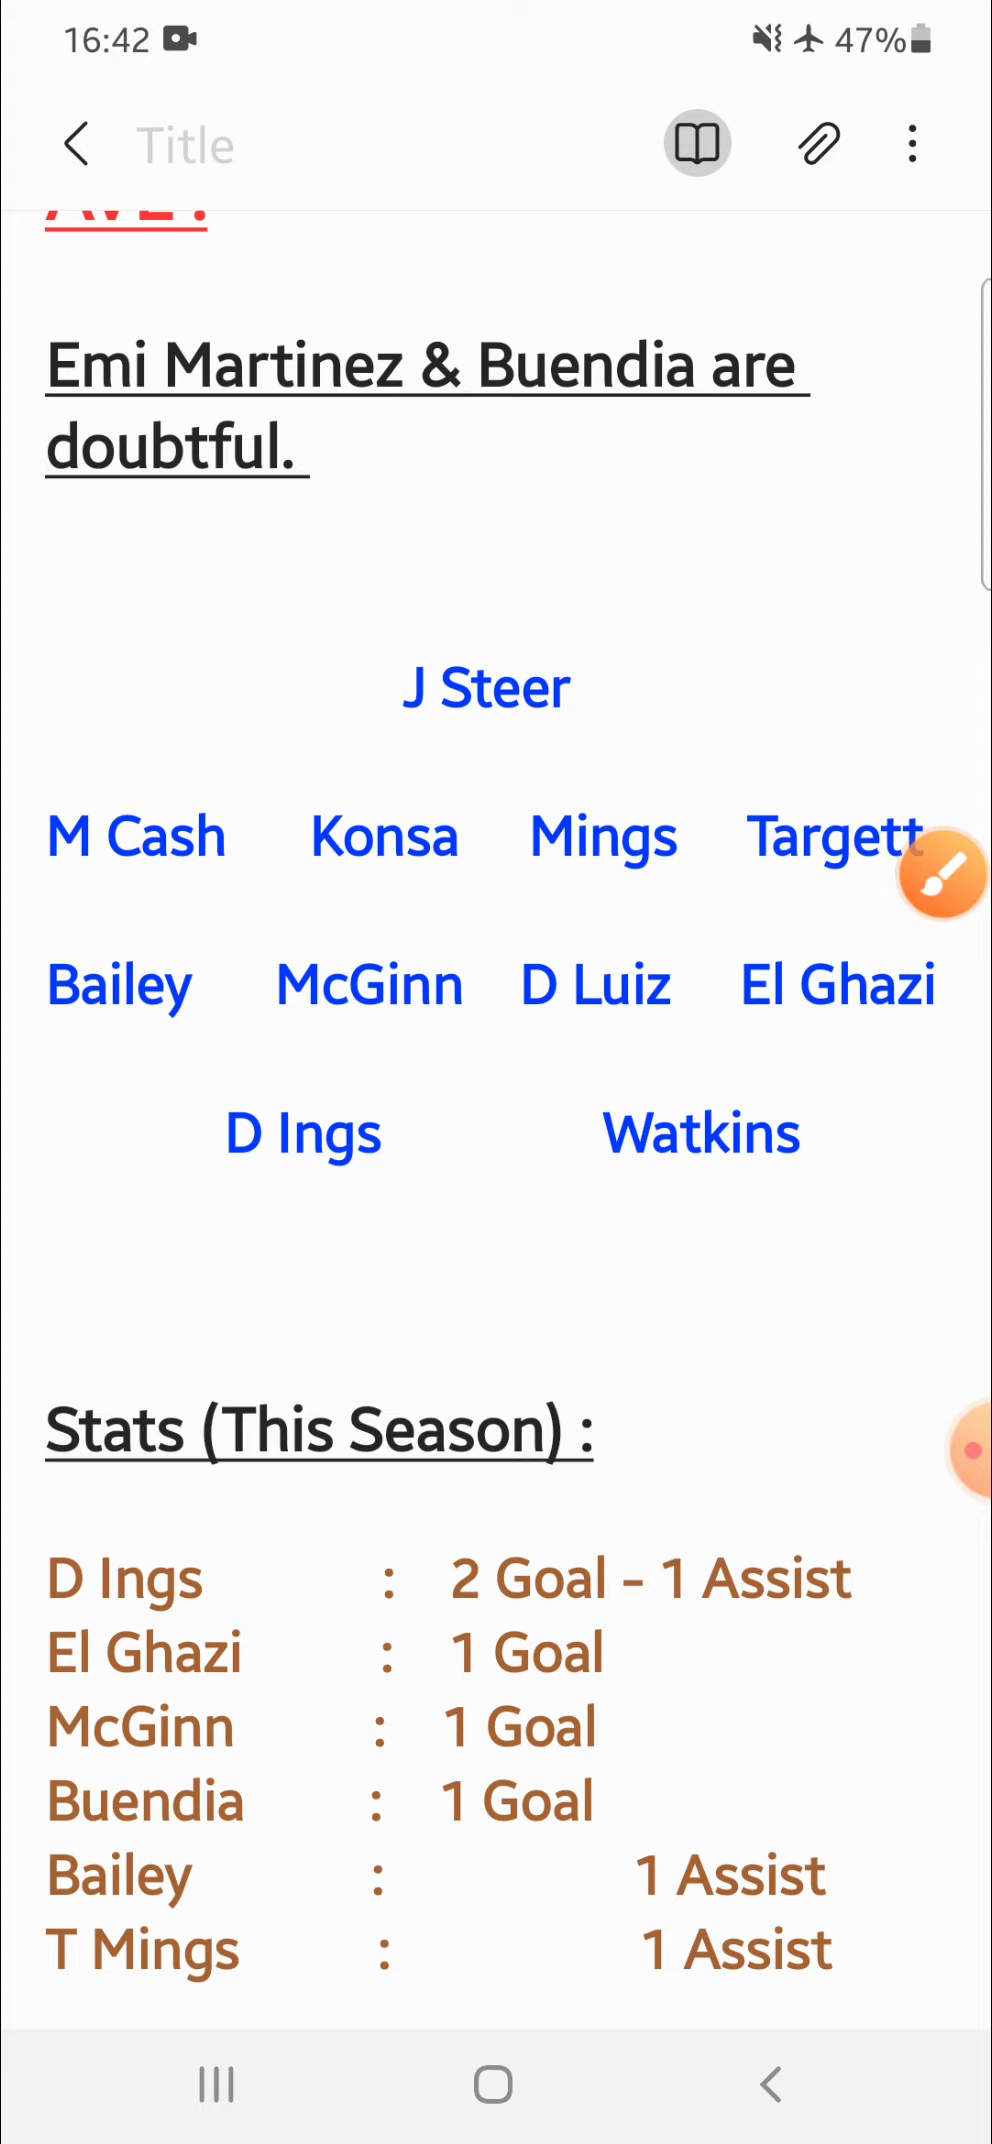 16:42 47%
Title
Emi Martinez & Buendia are
doubtful.
J Steer
M Cash Konsa Mings Targett
Bailey McGinn D Luiz El Ghazi
D Ings Watkins
Stats (This Season) :
D Ings : 2 Goal - 1 Assist
El Ghazi : 1 Goal
McGinn : 1 Goal
Buendia : 1 Goal
Bailey : 1 Assist
T Mings : 1 Assist